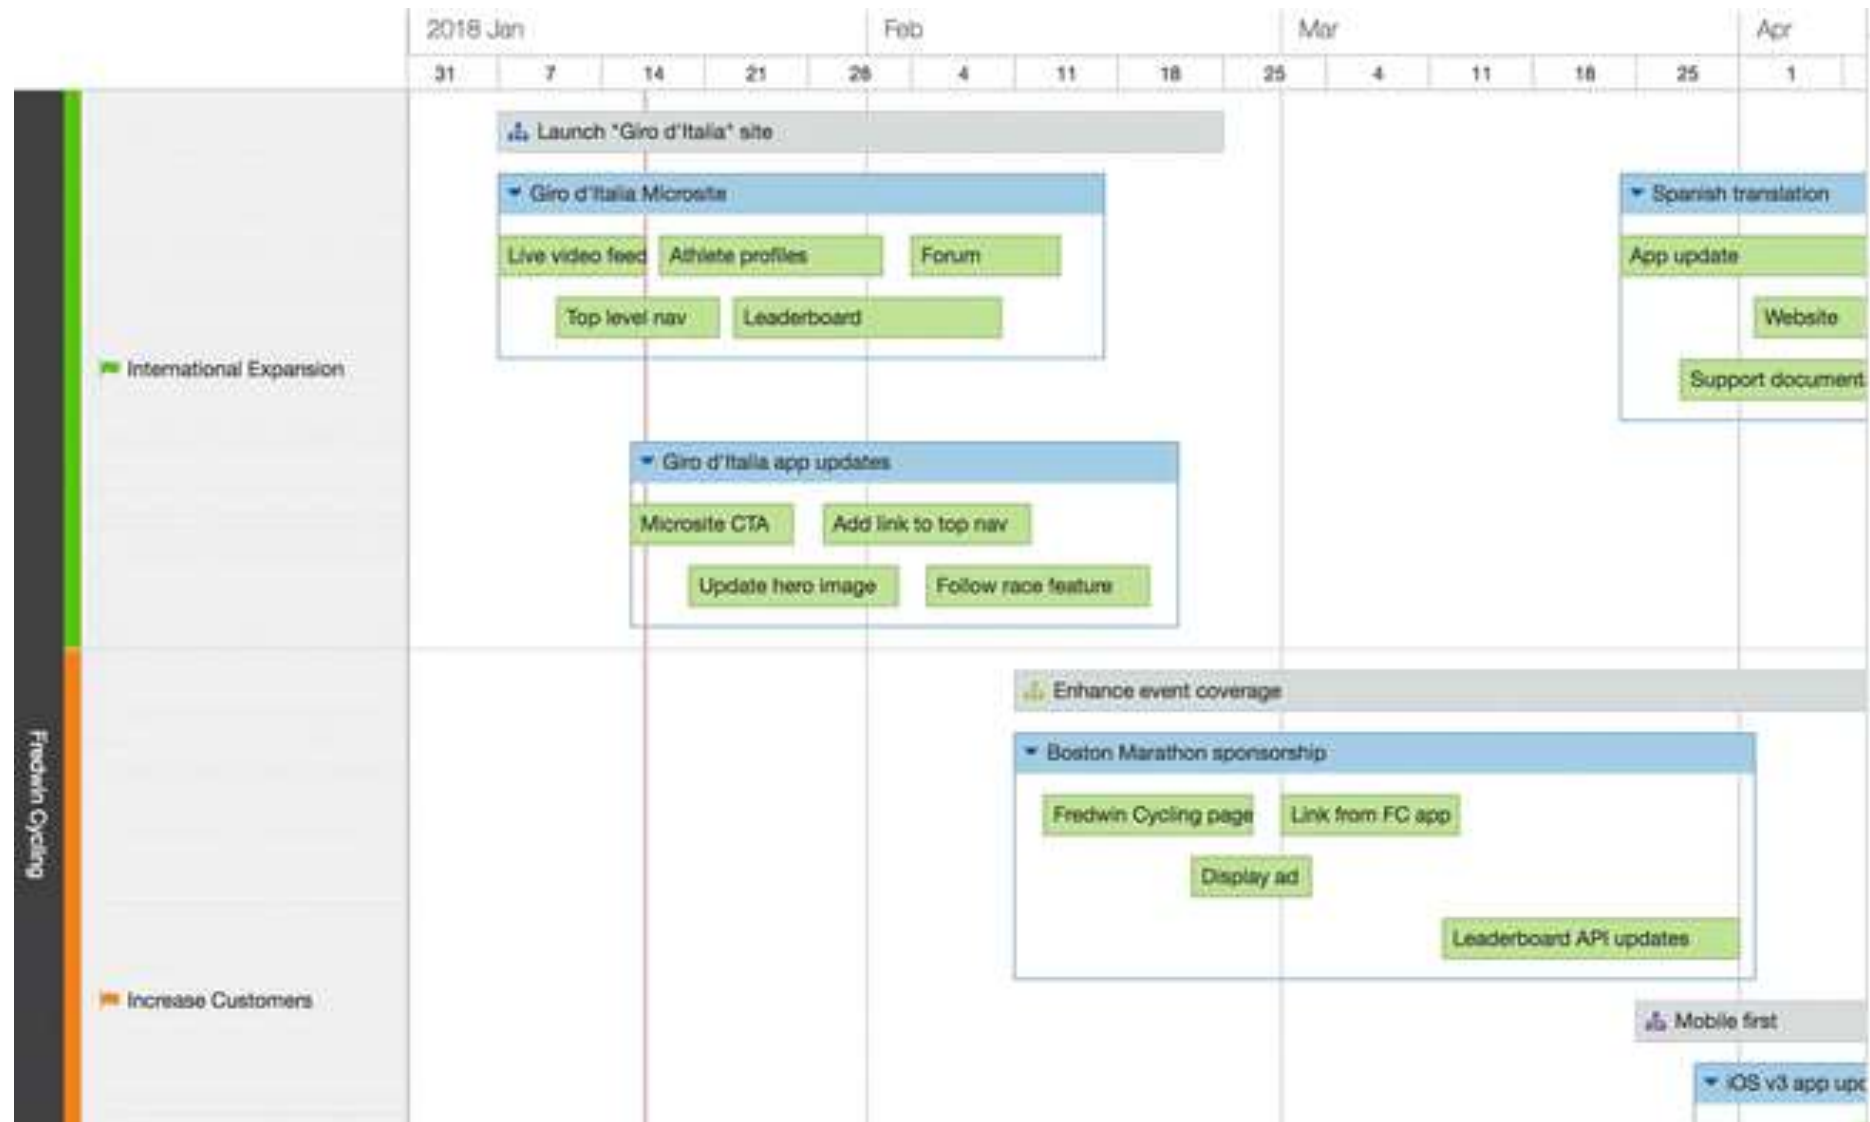 2018 Jan Feb Mar Apr
31 7 14 21 28 4 11 18 25 4 11 18 25 1
Launch "Giro d'Italia" site
Giro d'Italia Microsite
Spanish translation
Live video feed
Athlete profiles
Forum
App update
Top level nav
Leaderboard
Website
International Expansion
Support document
Giro d'Italia app updates
Microsite CTA
Add link to top nav
Update hero image
Follow race feature
Enhance event coverage
Fredwin Cycling
Boston Marathon sponsorship
Fredwin Cycling page
Link from FC app
Display ad
Leaderboard API updates
Increase Customers
Mobile first
iOS v3 app upd